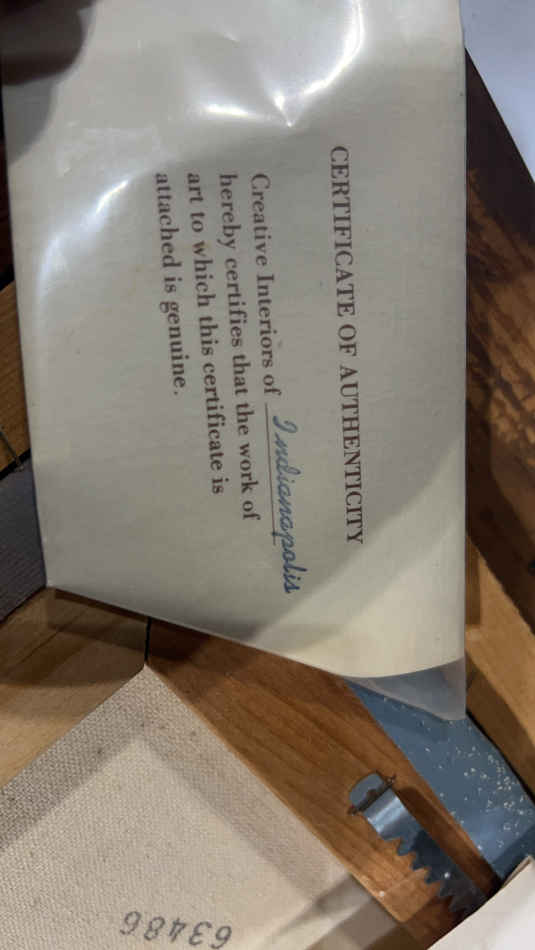 CERTIFICATE OF AUTHENTICITY
Creative Interiors of Indianapolis
hereby certifies that the work of
art to which this certificate is
attached is genuine.
63486